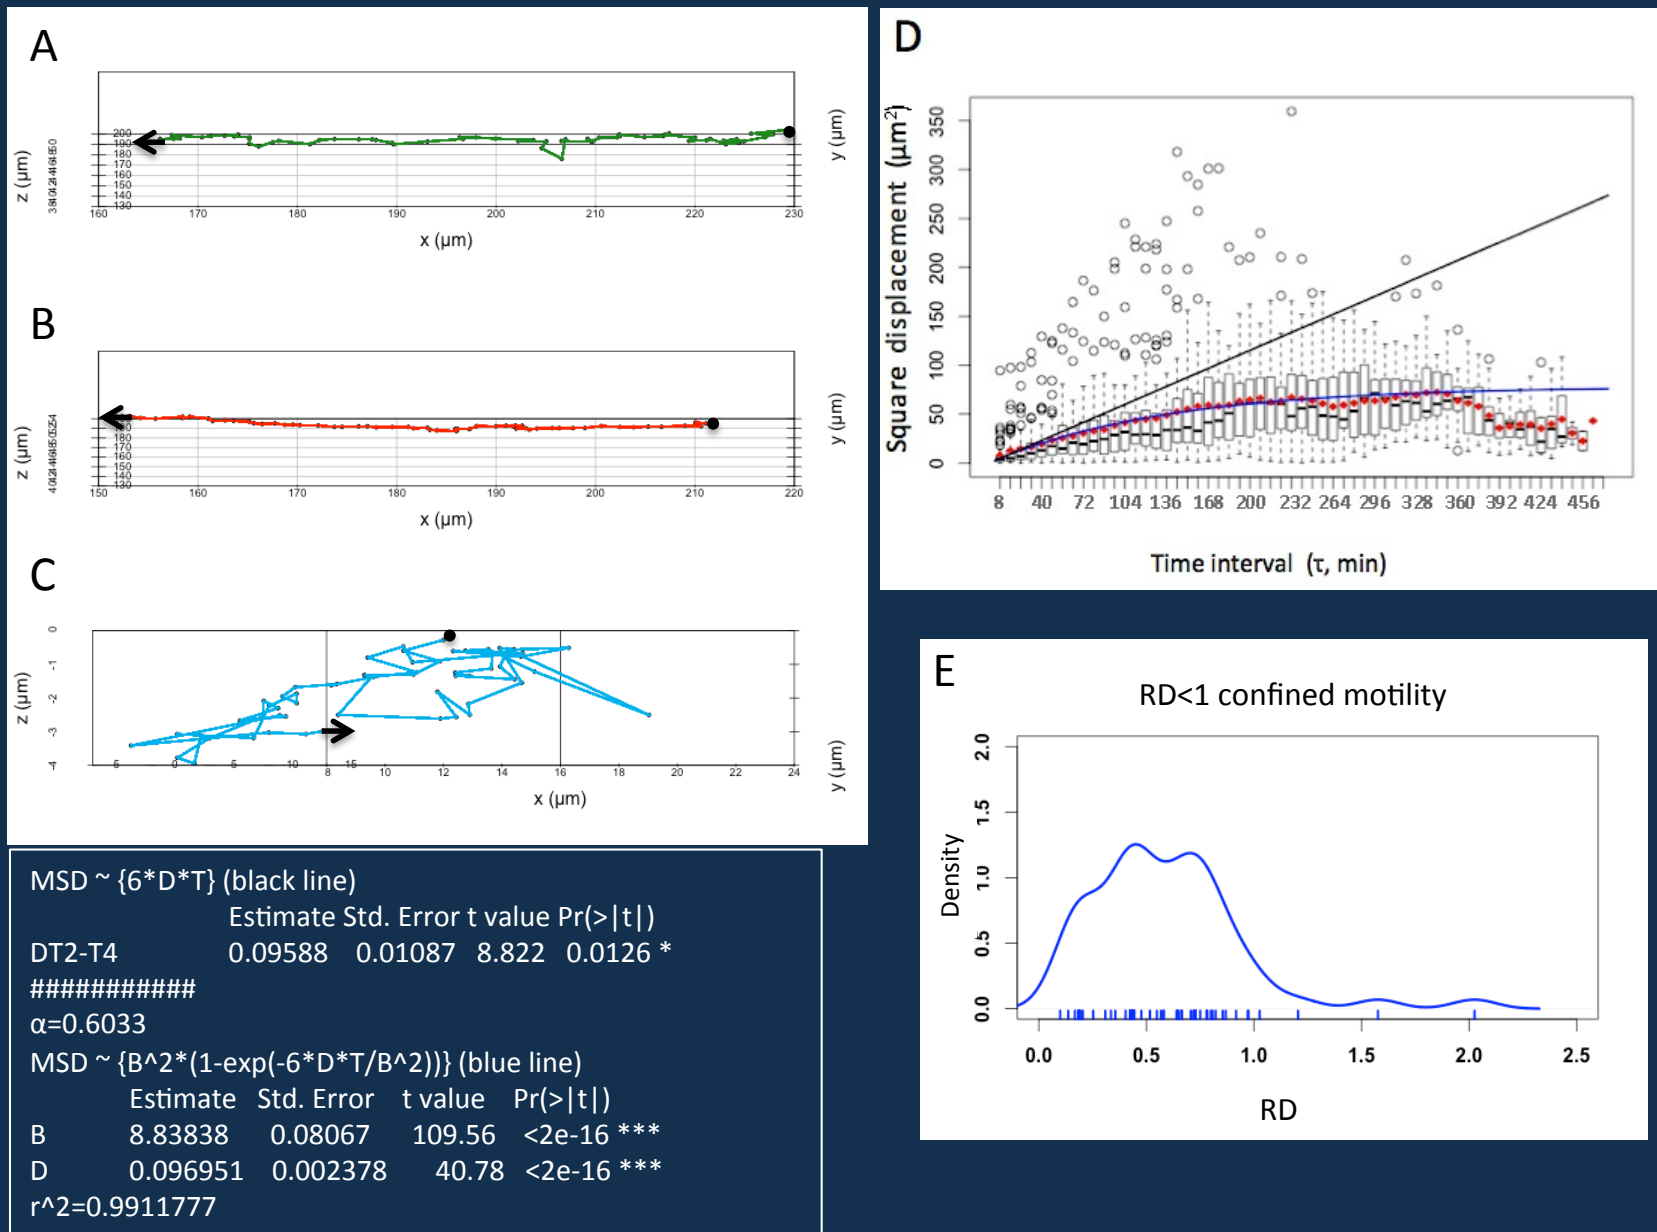 A
200
190
180
170
160
150
140
130
160 170 180 190 200 210 220 230
z (µm)
x (µm)
y (µm)
B
190
180
170
160
150
140
130
150 160 170 180 190 200 210 220
z (µm)
x (µm)
y (µm)
C
0
-1
-2
-3
-4
0 5 10 15
8 10 12 14 16 18 20 22 24
z (µm)
x (µm)
y (µm)
MSD ~ {6*D*T} (black line)
Estimate Std. Error t value Pr(>|t|)
DT2-T4 0.09588 0.01087 8.822 0.0126 *
###########
α=0.6033
MSD ~ {B^2*(1-exp(-6*D*T/B^2))} (blue line)
Estimate Std. Error t value Pr(>|t|)
B 8.83838 0.08067 109.56 <2e-16 ***
D 0.096951 0.002378 40.78 <2e-16 ***
r^2=0.9911777
D
Square displacement (µm²)
350
300
250
200
150
100
50
0
8 40 72 104 136 168 200 232 264 296 328 360 392 424 456
Time interval (τ, min)
E
RD<1 confined motility
Density
2.0
1.5
1.0
0.5
0.0
0.0 0.5 1.0 1.5 2.0 2.5
RD